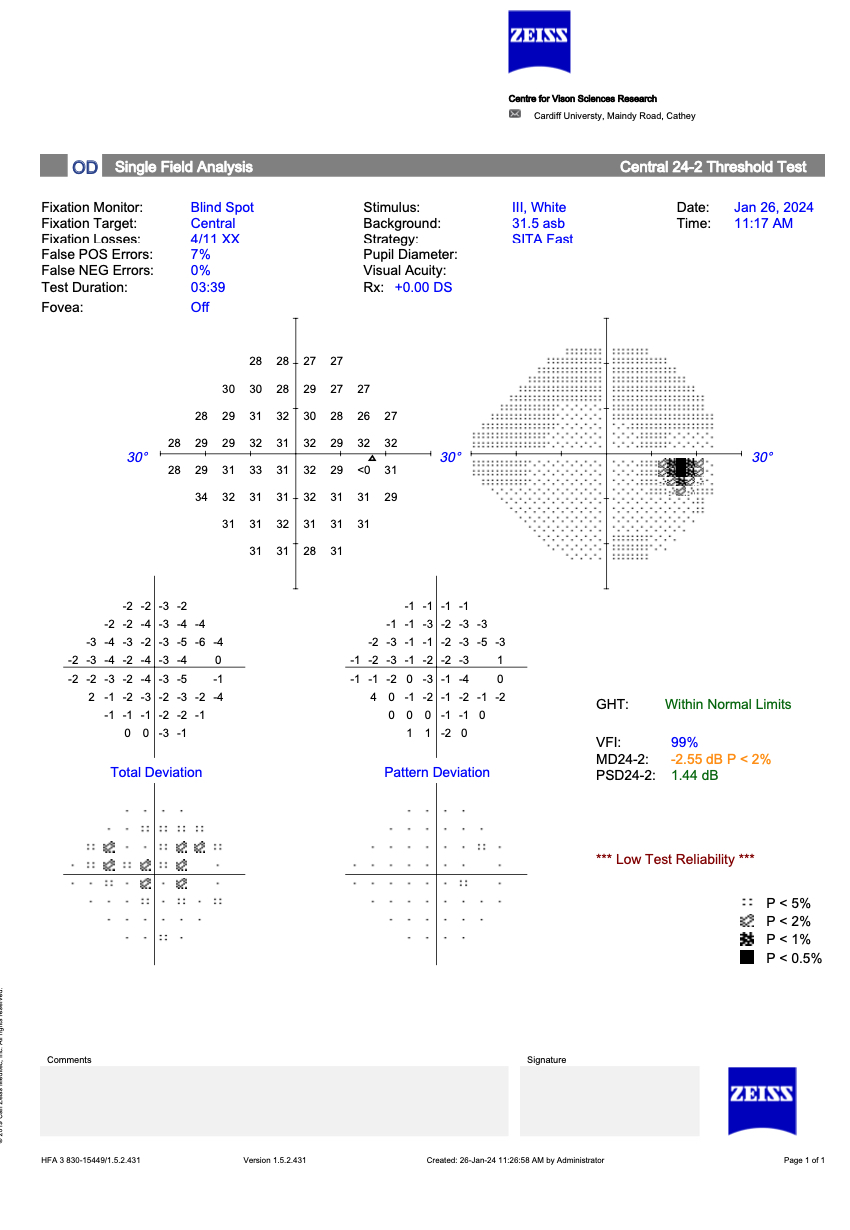 ZEISS
Centre for Vison Sciences Research
Cardiff Universty, Maindy Road, Cathey
OD Single Field Analysis Central 24-2 Threshold Test
Fixation Monitor: Blind Spot Stimulus: III, White Date: Jan 26, 2024
Fixation Target: Central Background: 31.5 asb Time: 11:17 AM
Fixation Losses: 4/11 XX Strategy: SITA Fast
False POS Errors: 7% Pupil Diameter:
False NEG Errors: 0% Visual Acuity:
Test Duration: 03:39 Rx: +0.00 DS
Fovea: Off
28 28 27 27
30 30 28 29 27 27
28 29 31 32 30 28 26 27
28 29 29 32 31 32 29 32 32
30° 30° 30°
28 29 31 33 31 32 29 <0 31
34 32 31 31 32 31 31 29
31 31 32 31 31 31
31 31 28 31
-2 -2 -3 -2
-2 -2 -4 -3 -4 -4
-3 -4 -3 -2 -3 -5 -6 -4
-2 -3 -4 -2 -4 -3 -4 0
-2 -2 -3 -2 -4 -3 -5 -1
2 -1 -2 -3 -2 -3 -2 -4
-1 -1 -1 -2 -2 -1
0 0 -3 -1
Total Deviation
-1 -1 -1 -1
-1 -1 -3 -2 -3 -3
-2 -3 -1 -1 -2 -3 -5 -3
-1 -2 -3 -1 -2 -2 -3 1
-1 -1 -2 0 -3 -1 -4 0
4 0 -1 -2 -1 -2 -1 -2
0 0 0 -1 -1 0
1 1 -2 0
Pattern Deviation
GHT: Within Normal Limits
VFI: 99%
MD24-2: -2.55 dB P < 2%
PSD24-2: 1.44 dB
*** Low Test Reliability ***
P < 5%
P < 2%
P < 1%
P < 0.5%
Comments
Signature
ZEISS
HFA 3 830-15449/1.5.2.431 Version 1.5.2.431 Created: 26-Jan-24 11:26:58 AM by Administrator Page 1 of 1